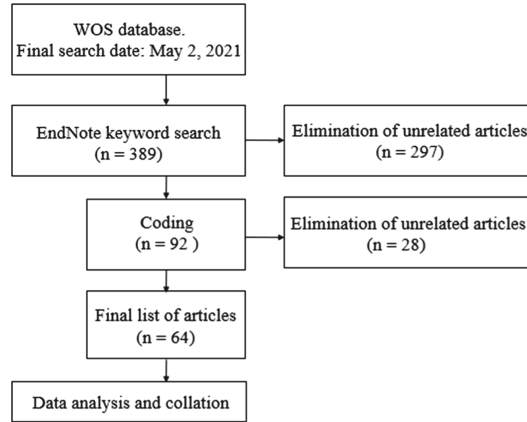 WOS database.
Final search date: May 2, 2021
EndNote keyword search
(n = 389)
Elimination of unrelated articles
(n = 297)
Coding
(n = 92 )
Elimination of unrelated articles
(n = 28)
Final list of articles
(n = 64)
Data analysis and collation